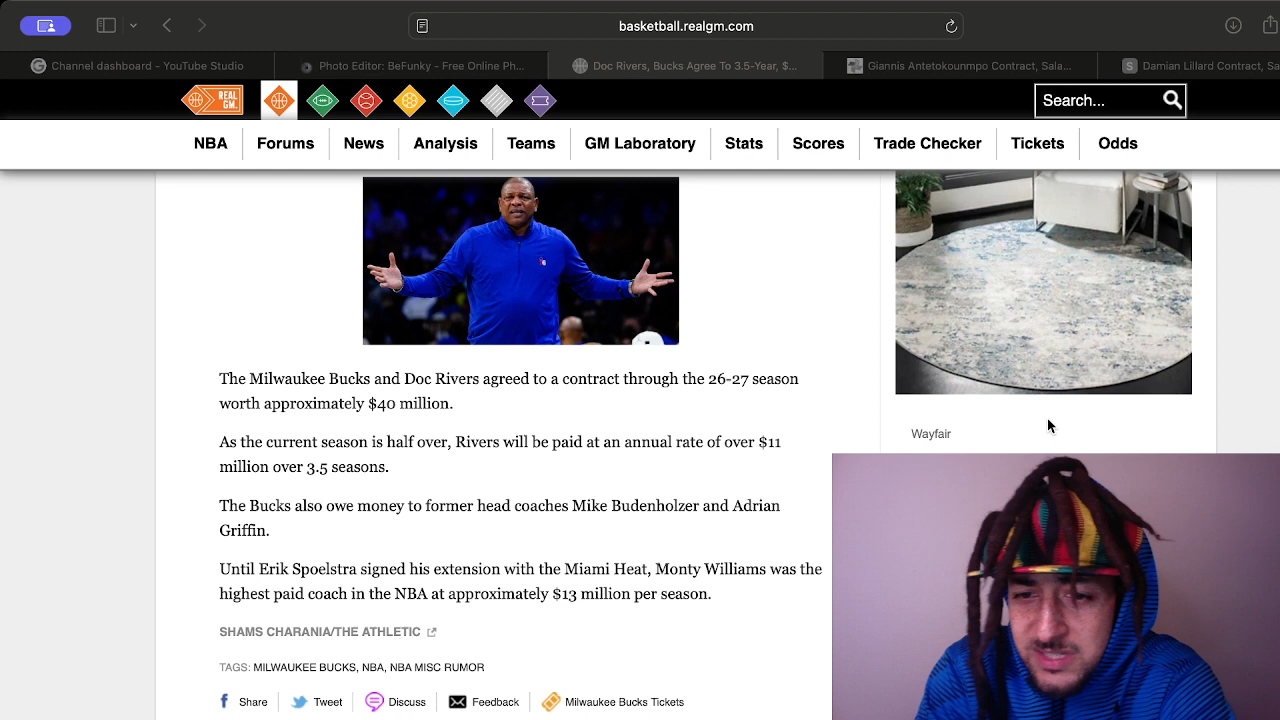 basketball.realgm.com
Channel dashboard - YouTube Studio
Photo Editor: BeFunky - Free Online Ph...
Doc Rivers, Bucks Agree To 3.5-Year, $...
Giannis Antetokounmpo Contract, Sala...
Damian Lillard Contract, Sa
REAL GM.
Search...
NBA
Forums
News
Analysis
Teams
GM Laboratory
Stats
Scores
Trade Checker
Tickets
Odds
The Milwaukee Bucks and Doc Rivers agreed to a contract through the 26-27 season
worth approximately $40 million.
As the current season is half over, Rivers will be paid at an annual rate of over $11
million over 3.5 seasons.
The Bucks also owe money to former head coaches Mike Budenholzer and Adrian
Griffin.
Until Erik Spoelstra signed his extension with the Miami Heat, Monty Williams was the
highest paid coach in the NBA at approximately $13 million per season.
SHAMS CHARANIA/THE ATHLETIC
TAGS: MILWAUKEE BUCKS, NBA, NBA MISC RUMOR
Share
Tweet
Discuss
Feedback
Milwaukee Bucks Tickets
Wayfair